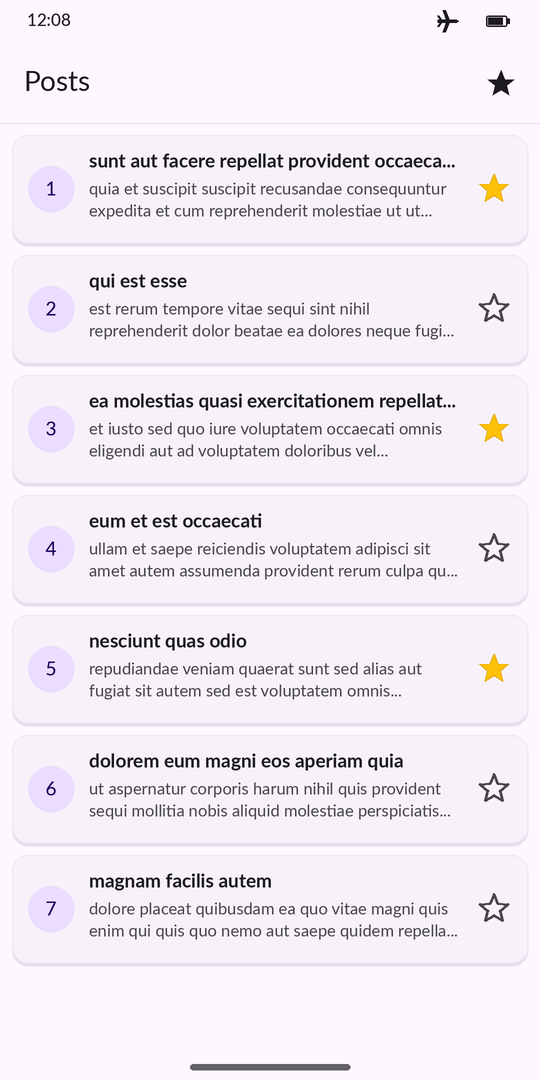 12:08
Posts
1
sunt aut facere repellat provident occaeca...
quia et suscipit suscipit recusandae consequuntur
expedita et cum reprehenderit molestiae ut ut...
2
qui est esse
est rerum tempore vitae sequi sint nihil
reprehenderit dolor beatae ea dolores neque fugi...
3
ea molestias quasi exercitationem repellat...
et iusto sed quo iure voluptatem occaecati omnis
eligendi aut ad voluptatem doloribus vel...
4
eum et est occaecati
ullam et saepe reiciendis voluptatem adipisci sit
amet autem assumenda provident rerum culpa qu...
5
nesciunt quas odio
repudiandae veniam quaerat sunt sed alias aut
fugiat sit autem sed est voluptatem omnis...
6
dolorem eum magni eos aperiam quia
ut aspernatur corporis harum nihil quis provident
sequi mollitia nobis aliquid molestiae perspiciatis...
7
magnam facilis autem
dolore placeat quibusdam ea quo vitae magni quis
enim qui quis quo nemo aut saepe quidem repella...